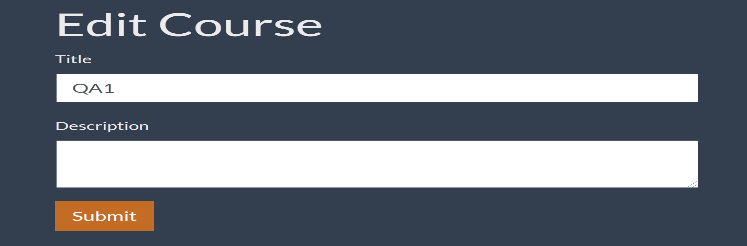 Edit Course
Title
QA1
Description
Submit